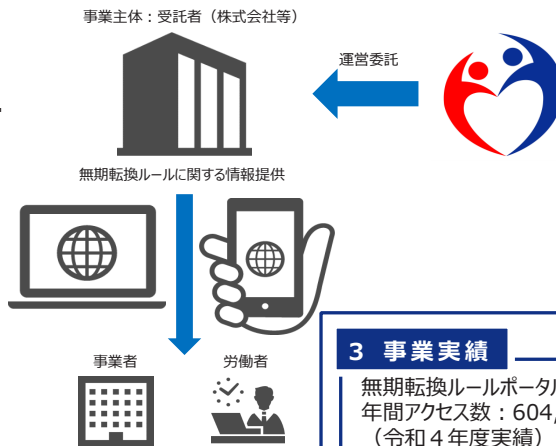 事業主体：受託者（株式会社等）
運営委託
無期転換ルールに関する情報提供
事業者
労働者
3 事業実績
無期転換ルールポータル
年間アクセス数：604,
（令和４年度実績）